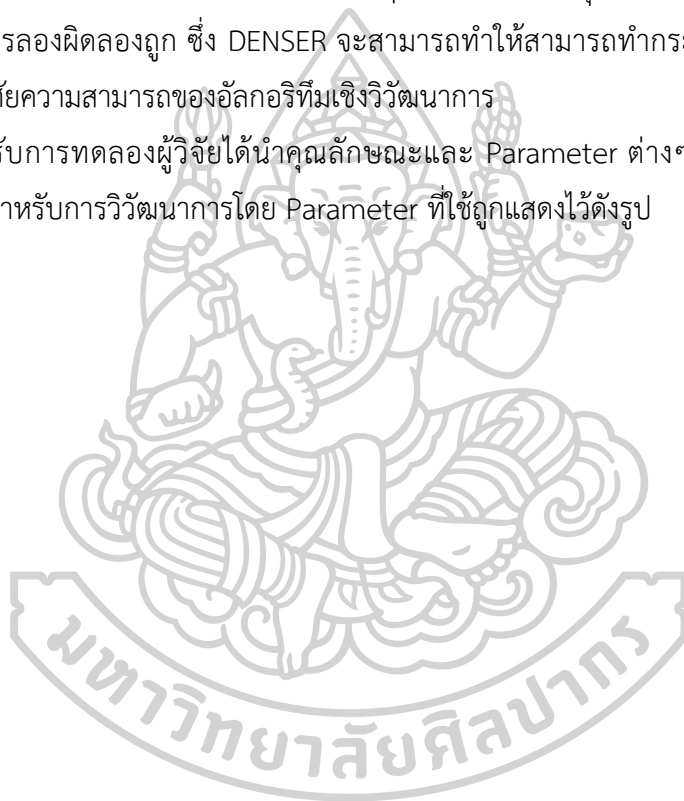 รลองผิดลองถูก ซึ่ง DENSER จะสามารถทำให้สามารถทำกระ
ัยความสามารถของอัลกอริทึมเชิงวิวัฒนาการ
รับการทดลองผู้วิจัยได้นำคุณลักษณะและ Parameter ต่างๆ
ำหรับการวิวัฒนาการโดย Parameter ที่ใช้ถูกแสดงไว้ดังรูป
มหาวิทยาลัยศิลปากร